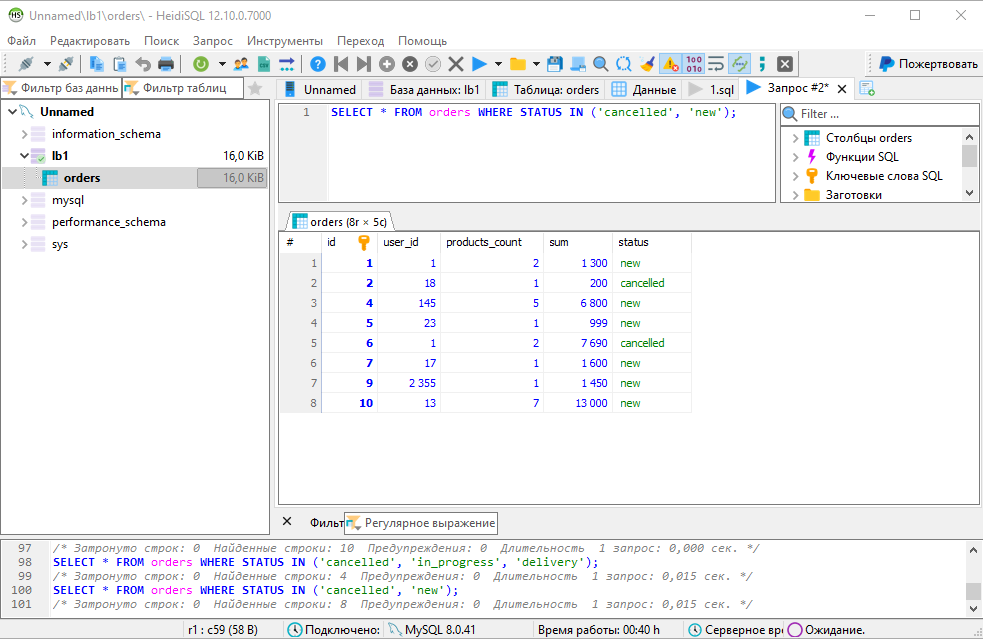 Unnamed\lb1\orders\ - HeidiSQL 12.10.0.7000
Файл Редактировать Поиск Запрос Инструменты Переход Помощь
Пожертвовать
Фильтр баз данны Фильтр таблиц
Unnamed База данных: lb1 Таблица: orders Данные 1.sql Запрос #2*
Unnamed
information_schema
lb1 16,0 KiB
orders 16,0 KiB
mysql
performance_schema
sys
1 SELECT * FROM orders WHERE STATUS IN ('cancelled', 'new');
Filter ...
Столбцы orders
Функции SQL
Ключевые слова SQL
Заготовки
orders (8r × 5c)
# id user_id products_count sum status
1 1 1 2 1 300 new
2 2 18 1 200 cancelled
3 4 145 5 6 800 new
4 5 23 1 999 new
5 6 1 2 7 690 cancelled
6 7 17 1 1 600 new
7 9 2 355 1 1 450 new
8 10 13 7 13 000 new
Фильт Регулярное выражение
97 /* Затронуто строк: 0 Найденные строки: 10 Предупреждения: 0 Длительность 1 запрос: 0,000 сек. */
98 SELECT * FROM orders WHERE STATUS IN ('cancelled', 'in_progress', 'delivery');
99 /* Затронуто строк: 0 Найденные строки: 4 Предупреждения: 0 Длительность 1 запрос: 0,015 сек. */
100 SELECT * FROM orders WHERE STATUS IN ('cancelled', 'new');
101 /* Затронуто строк: 0 Найденные строки: 8 Предупреждения: 0 Длительность 1 запрос: 0,015 сек. */
r1 : c59 (58 B) Подключено: MySQL 8.0.41 Время работы: 00:40 h Серверное вр Ожидание.